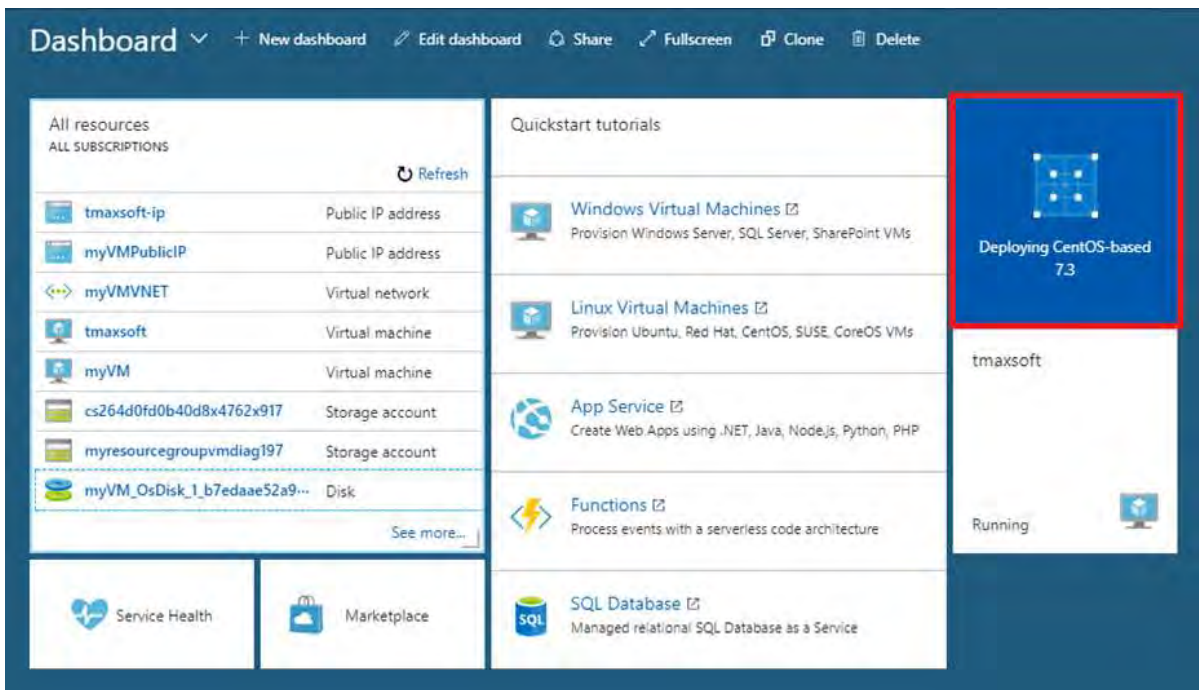 Dashboard
New dashboard
Edit dashboard
Share
Fullscreen
Clone
Delete
All resources
ALL SUBSCRIPTIONS
Refresh
tmaxsoft-ip Public IP address
myVMPublicIP Public IP address
myVMVNET Virtual network
tmaxsoft Virtual machine
myVM Virtual machine
cs264d0fd0b40d8x4762x917 Storage account
myresourcegroupvmdiag197 Storage account
myVM_OsDisk_1_b7edaae52a9... Disk
See more...
Service Health
Marketplace
Quickstart tutorials
Windows Virtual Machines
Provision Windows Server, SQL Server, SharePoint VMs
Linux Virtual Machines
Provision Ubuntu, Red Hat, CentOS, SUSE, CoreOS VMs
App Service
Create Web Apps using .NET, Java, Node.js, Python, PHP
Functions
Process events with a serverless code architecture
SQL
SQL Database
Managed relational SQL Database as a Service
Deploying CentOS-based
7.3
tmaxsoft
Running